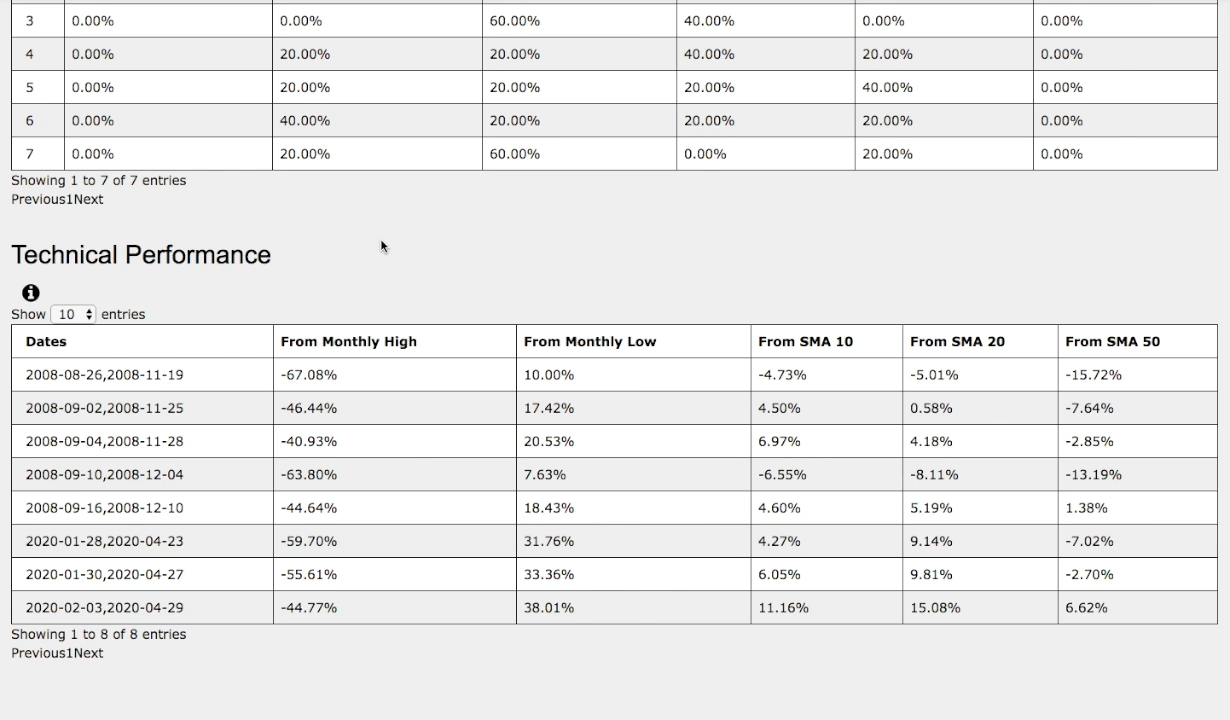 3 0.00% 0.00% 60.00% 40.00% 0.00% 0.00%
4 0.00% 20.00% 20.00% 40.00% 20.00% 0.00%
5 0.00% 20.00% 20.00% 20.00% 40.00% 0.00%
6 0.00% 40.00% 20.00% 20.00% 20.00% 0.00%
7 0.00% 20.00% 60.00% 0.00% 20.00% 0.00%
Showing 1 to 7 of 7 entries
Previous1Next
Technical Performance
Show 10 entries
Dates From Monthly High From Monthly Low From SMA 10 From SMA 20 From SMA 50
2008-08-26,2008-11-19 -67.08% 10.00% -4.73% -5.01% -15.72%
2008-09-02,2008-11-25 -46.44% 17.42% 4.50% 0.58% -7.64%
2008-09-04,2008-11-28 -40.93% 20.53% 6.97% 4.18% -2.85%
2008-09-10,2008-12-04 -63.80% 7.63% -6.55% -8.11% -13.19%
2008-09-16,2008-12-10 -44.64% 18.43% 4.60% 5.19% 1.38%
2020-01-28,2020-04-23 -59.70% 31.76% 4.27% 9.14% -7.02%
2020-01-30,2020-04-27 -55.61% 33.36% 6.05% 9.81% -2.70%
2020-02-03,2020-04-29 -44.77% 38.01% 11.16% 15.08% 6.62%
Showing 1 to 8 of 8 entries
Previous1Next